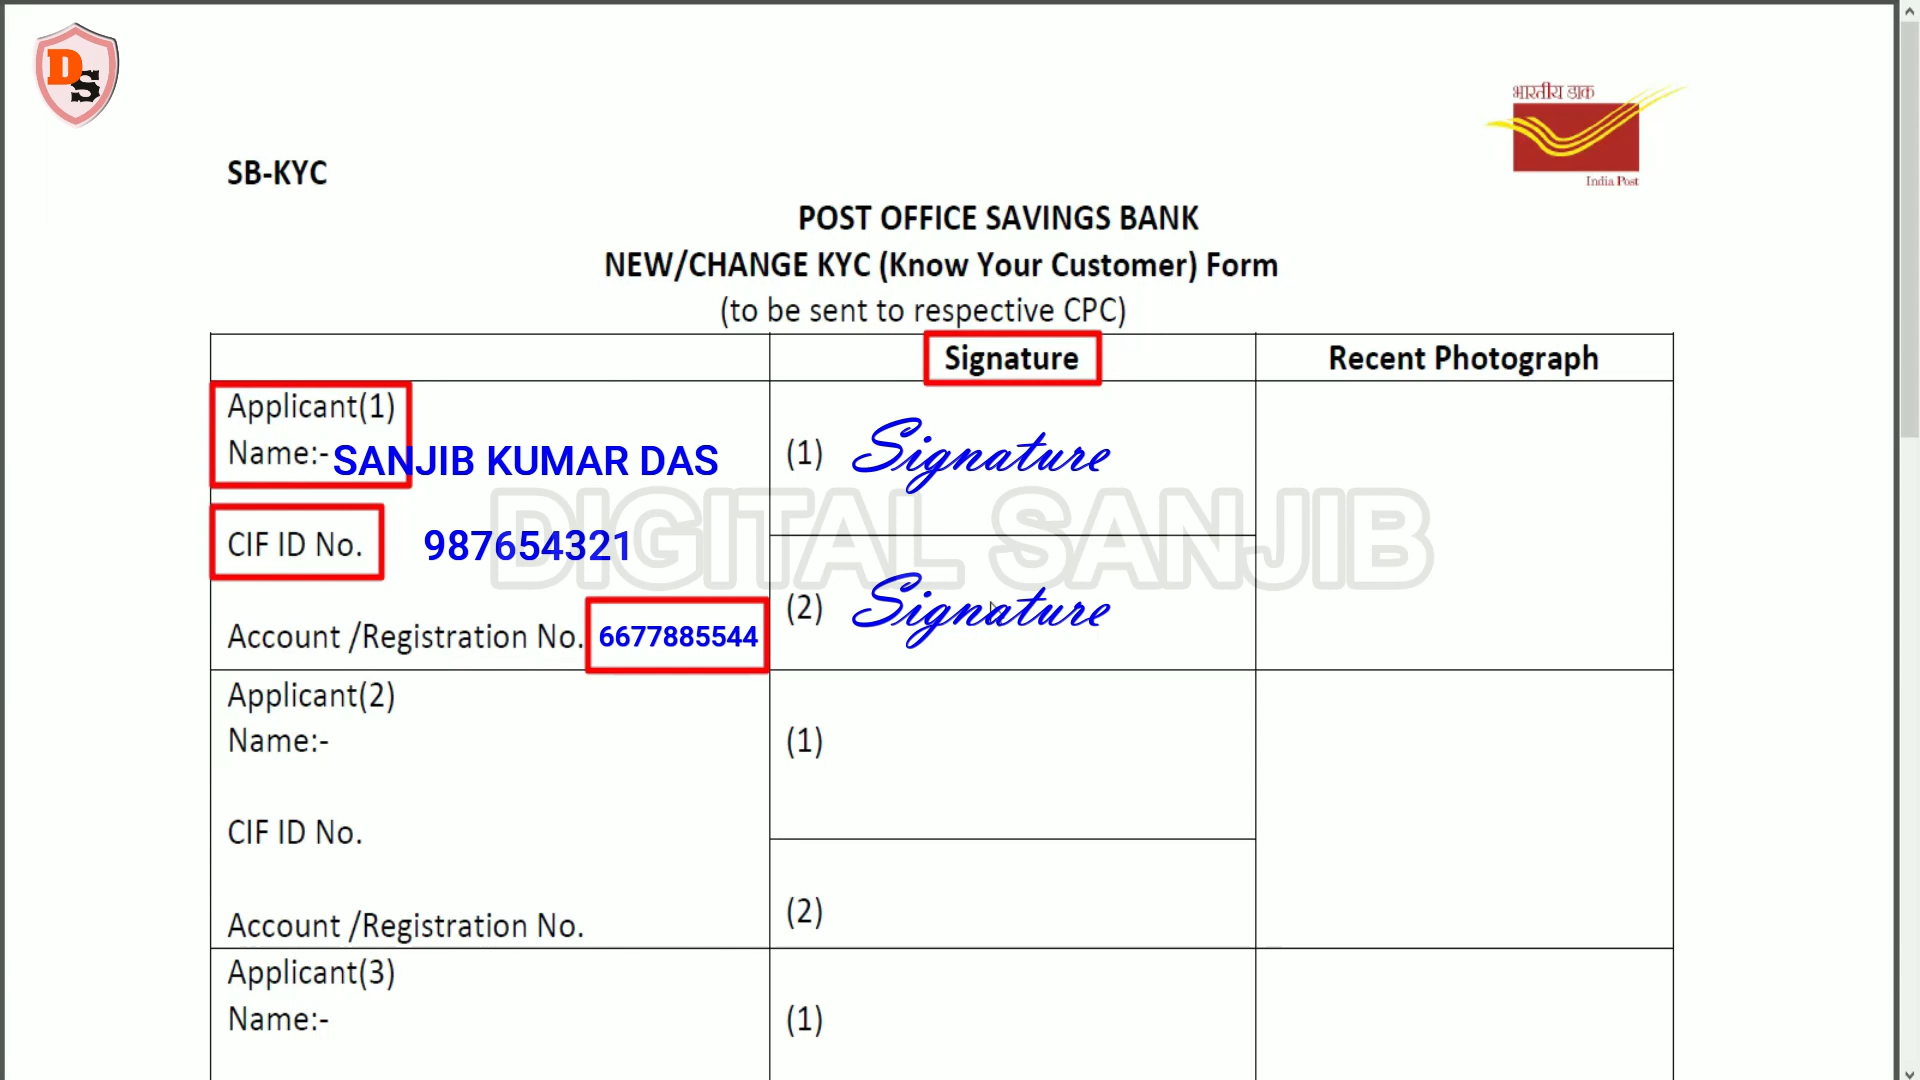 DS
भारतीय डाक
India Post
SB-KYC
POST OFFICE SAVINGS BANK
NEW/CHANGE KYC (Know Your Customer) Form
(to be sent to respective CPC)
Signature
Recent Photograph
Applicant(1)
Name:- SANJIB KUMAR DAS
(1) Signature
DIGITAL SANJIB
CIF ID No. 987654321
(2) Signature
Account /Registration No. 6677885544
Applicant(2)
Name:-
(1)
CIF ID No.
(2)
Account /Registration No.
Applicant(3)
Name:-
(1)